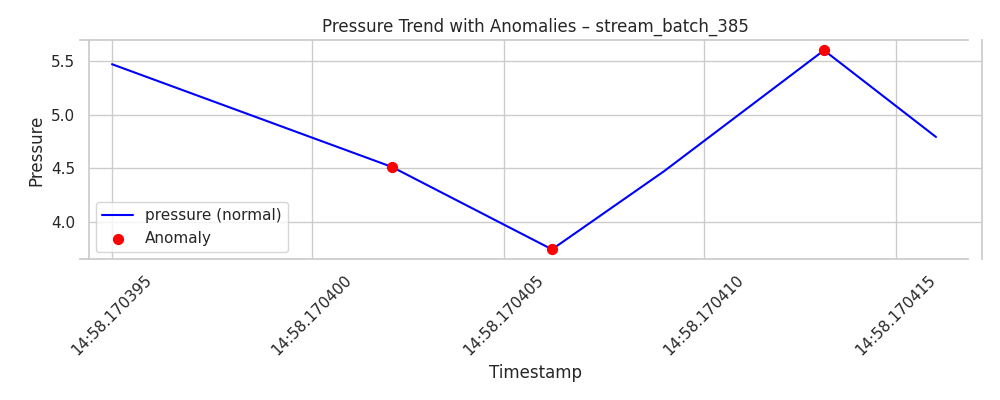 Pressure Trend with Anomalies – stream_batch_385
Pressure
5.5
5.0
4.5
4.0
pressure (normal)
Anomaly
14:58.170395
14:58.170400
14:58.170405
14:58.170410
14:58.170415
Timestamp